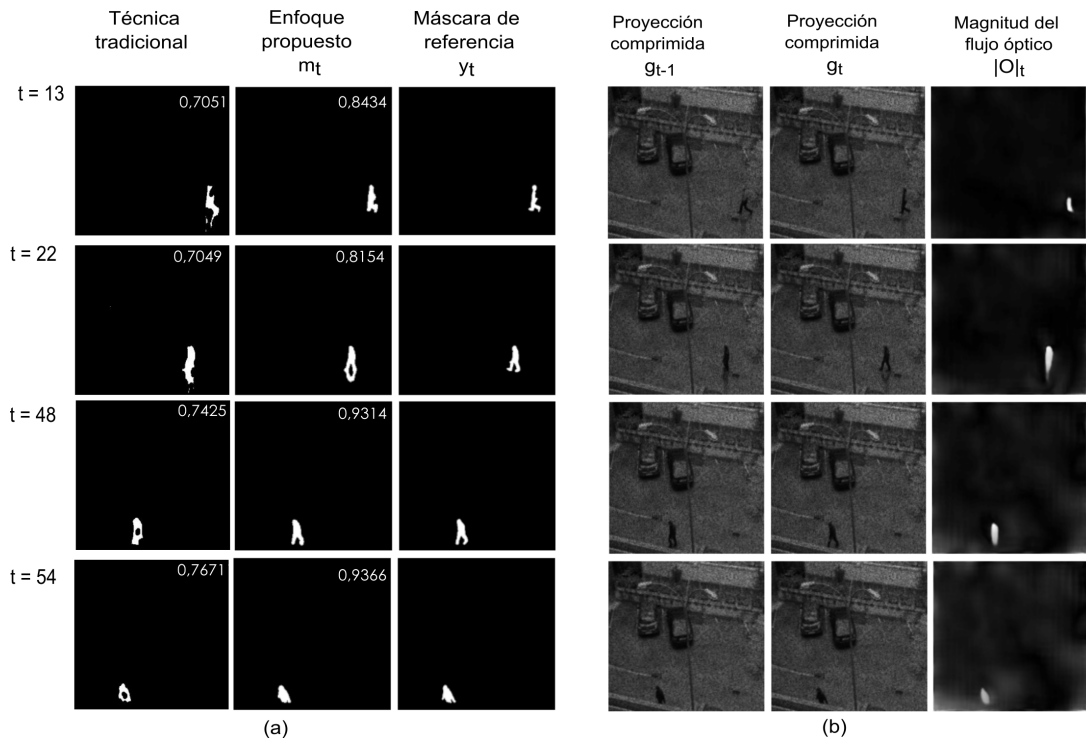 Técnica
tradicional
Enfoque
propuesto
mt
Máscara de
referencia
yt
Proyección
comprimida
gt-1
Proyección
comprimida
gt
Magnitud del
flujo óptico
|O|t
t = 13
0,7051
0,8434
t = 22
0,7049
0,8154
t = 48
0,7425
0,9314
t = 54
0,7671
0,9366
(a)
(b)